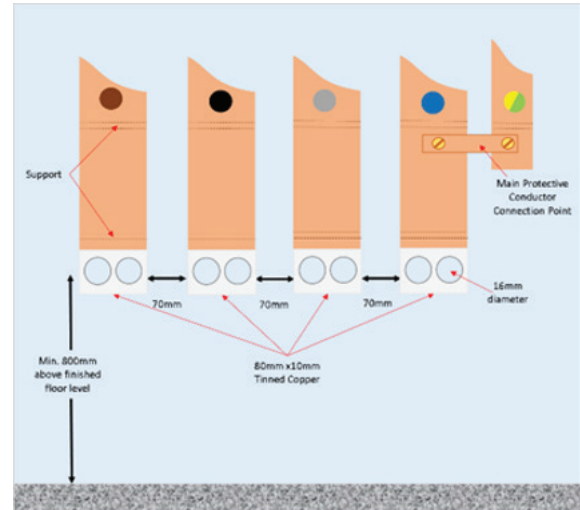 Support
Main Protective
Conductor
Connection Point
70mm
70mm
70mm
16mm
diameter
Min. 800mm
above finished
floor level
80mm x10mm
Tinned Copper